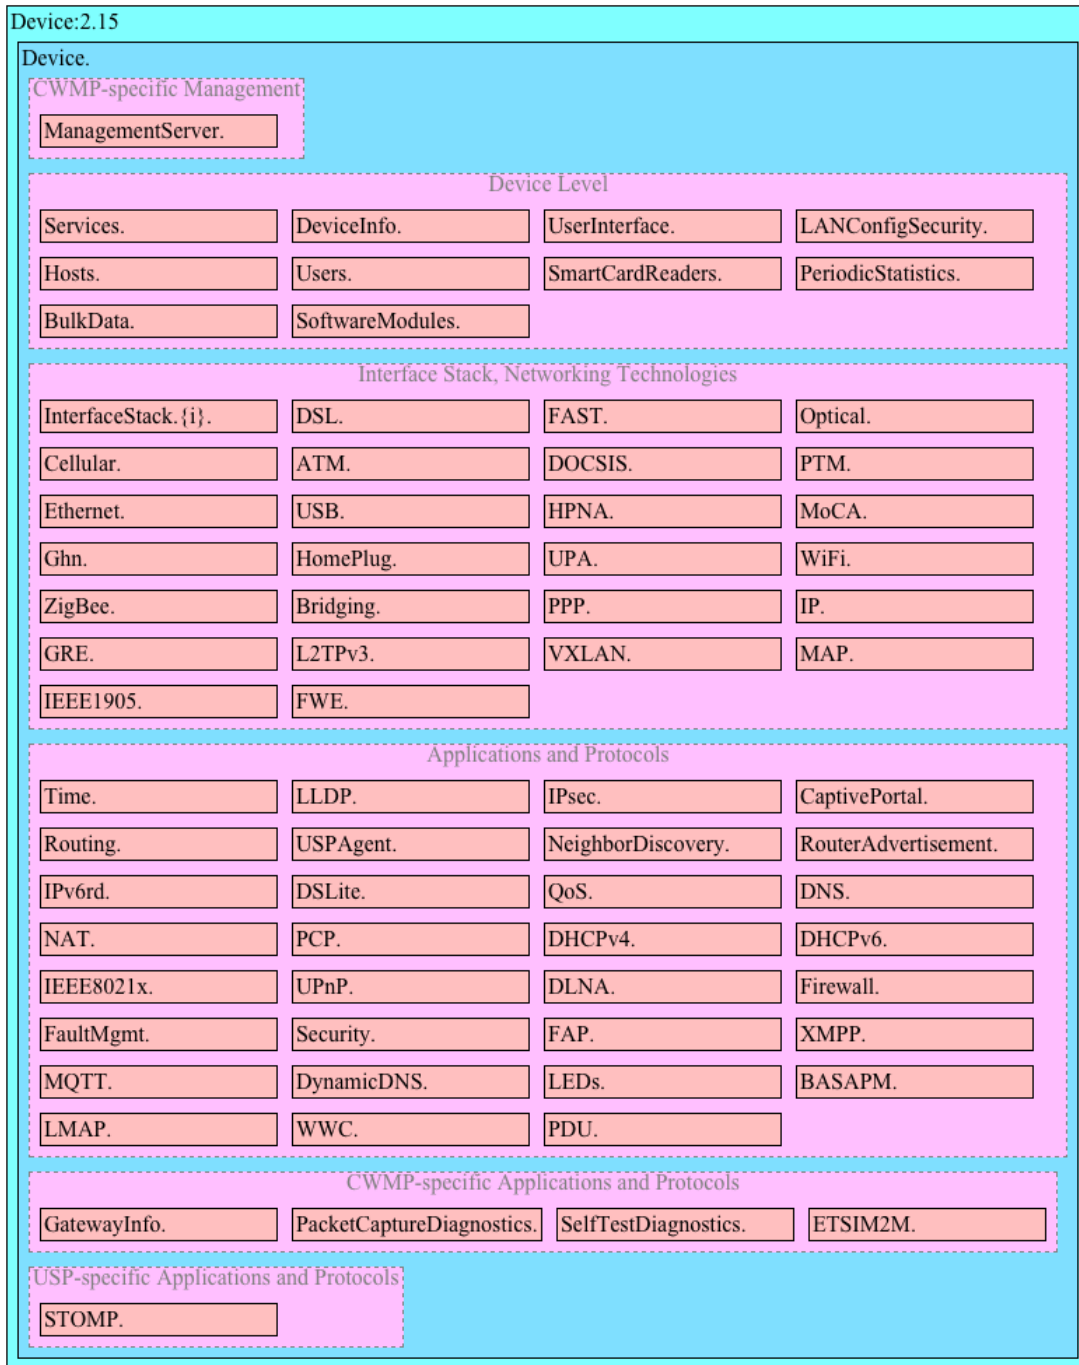 Device:2.15
Device.
CWMP-specific Management
ManagementServer.
Device Level
Services. DeviceInfo. UserInterface. LANConfigSecurity.
Hosts. Users. SmartCardReaders. PeriodicStatistics.
BulkData. SoftwareModules.
Interface Stack, Networking Technologies
InterfaceStack.{i}. DSL. FAST. Optical.
Cellular. ATM. DOCSIS. PTM.
Ethernet. USB. HPNA. MoCA.
Ghn. HomePlug. UPA. WiFi.
ZigBee. Bridging. PPP. IP.
GRE. L2TPv3. VXLAN. MAP.
IEEE1905. FWE.
Applications and Protocols
Time. LLDP. IPsec. CaptivePortal.
Routing. USPAgent. NeighborDiscovery. RouterAdvertisement.
IPv6rd. DSLite. QoS. DNS.
NAT. PCP. DHCPv4. DHCPv6.
IEEE8021x. UPnP. DLNA. Firewall.
FaultMgmt. Security. FAP. XMPP.
MQTT. DynamicDNS. LEDs. BASAPM.
LMAP. WWC. PDU.
CWMP-specific Applications and Protocols
GatewayInfo. PacketCaptureDiagnostics. SelfTestDiagnostics. ETSIM2M.
USP-specific Applications and Protocols
STOMP.